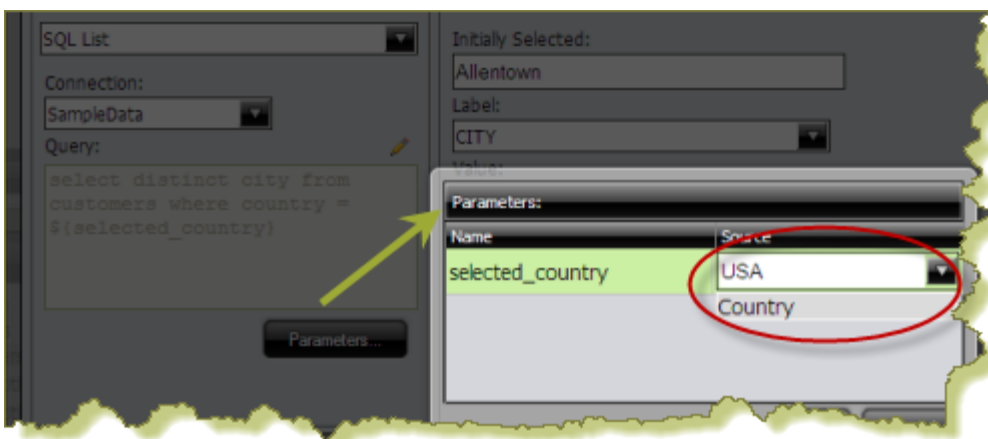 SQL List
Connection:
SampleData
Query:
select distinct city from
customers where country =
${selected_country}
Parameters...
Initially Selected:
Allentown
Label:
CITY
Value:
Parameters:
Name Source
selected_country USA
Country